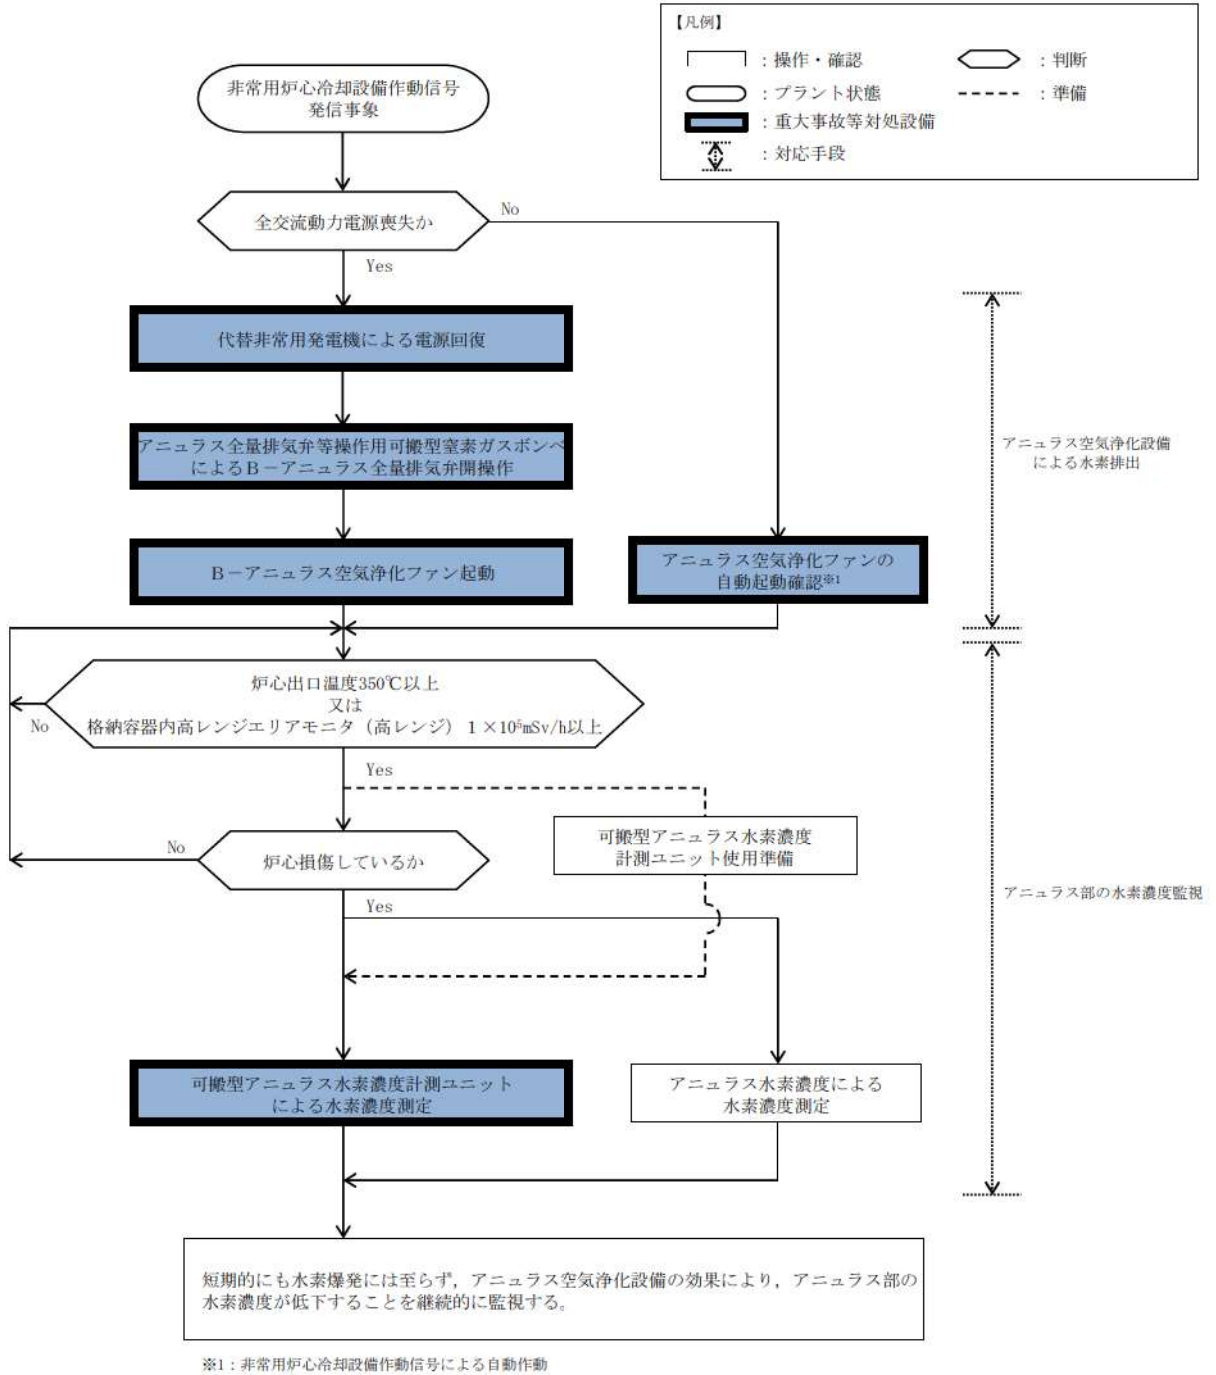 【凡例】
：操作・確認
：判断
：プラント状態
：準備
：重大事故等対処設備
：対応手段
非常用炉心冷却設備作動信号
発信事象
全交流動力電源喪失か
No
Yes
代替非常用発電機による電源回復
アニュラス全量排気弁等操作用可搬型窒素ガスボンベ
によるＢ－アニュラス全量排気弁開操作
アニュラス空気浄化設備
による水素排出
Ｂ－アニュラス空気浄化ファン起動
アニュラス空気浄化ファンの
自動起動確認※1
炉心出口温度350℃以上
又は
格納容器内高レンジエリアモニタ（高レンジ）１×10⁵mSv/h以上
No
Yes
可搬型アニュラス水素濃度
計測ユニット使用準備
No
炉心損傷しているか
Yes
アニュラス部の水素濃度監視
可搬型アニュラス水素濃度計測ユニット
による水素濃度測定
アニュラス水素濃度による
水素濃度測定
短期的にも水素爆発には至らず，アニュラス空気浄化設備の効果により，アニュラス部の
水素濃度が低下することを継続的に監視する。
※1：非常用炉心冷却設備作動信号による自動作動